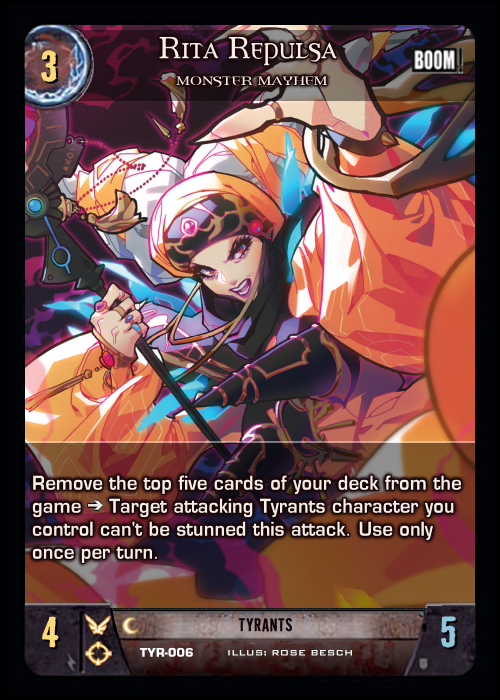 3
Rita Repulsa
BOOM!
Monster Mayhem
Remove the top five cards of your deck from the
game ➔ Target attacking Tyrants character you
control can't be stunned this attack. Use only
once per turn.
4
TYRANTS
5
TYR-006 ILLUS: ROSE BESCH